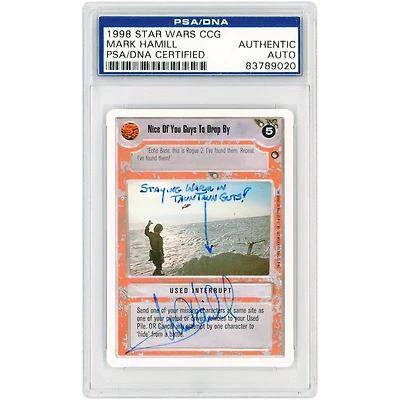 PSA/DNA
1998 STAR WARS CCG
MARK HAMILL
PSA/DNA CERTIFIED
AUTHENTIC
AUTO
83789020
Nice Of You Guys To Drop By
5
"Echo Base, this is Rogue 2. I've found them. Repeat:
I've found them!"
STAYING WARM IN
TAUNTAUN GUTS!
USED INTERRUPT
Send one of your missing characters at same site as
one of your piloted or driven vehicles to your Used
Pile. OR Cancel an attempt by one character to
'hide' from a battle.